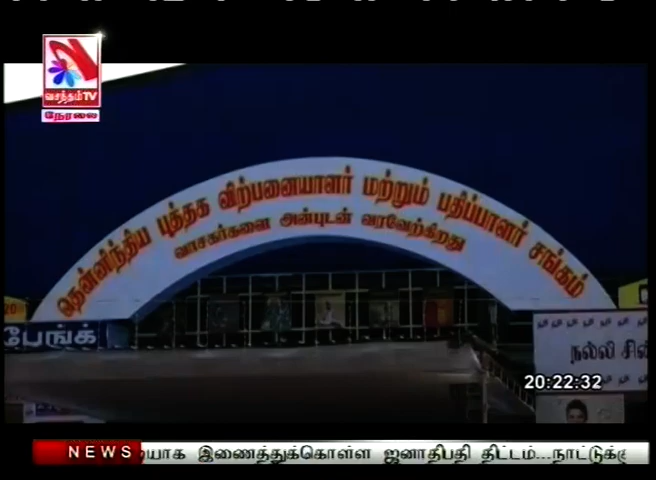 வசந்தம்TV
நேரலை
தென்னிந்திய புத்தக விற்பனையாளர் மற்றும் பதிப்பாளர் சங்கம்
வாசகர்களை அன்புடன் வரவேற்கிறது
பேங்க்
நல்லி சில்
20:22:32
NEWS யாக இணைத்துக்கொள்ள ஜனாதிபதி திட்டம்...நாட்டுக்கு